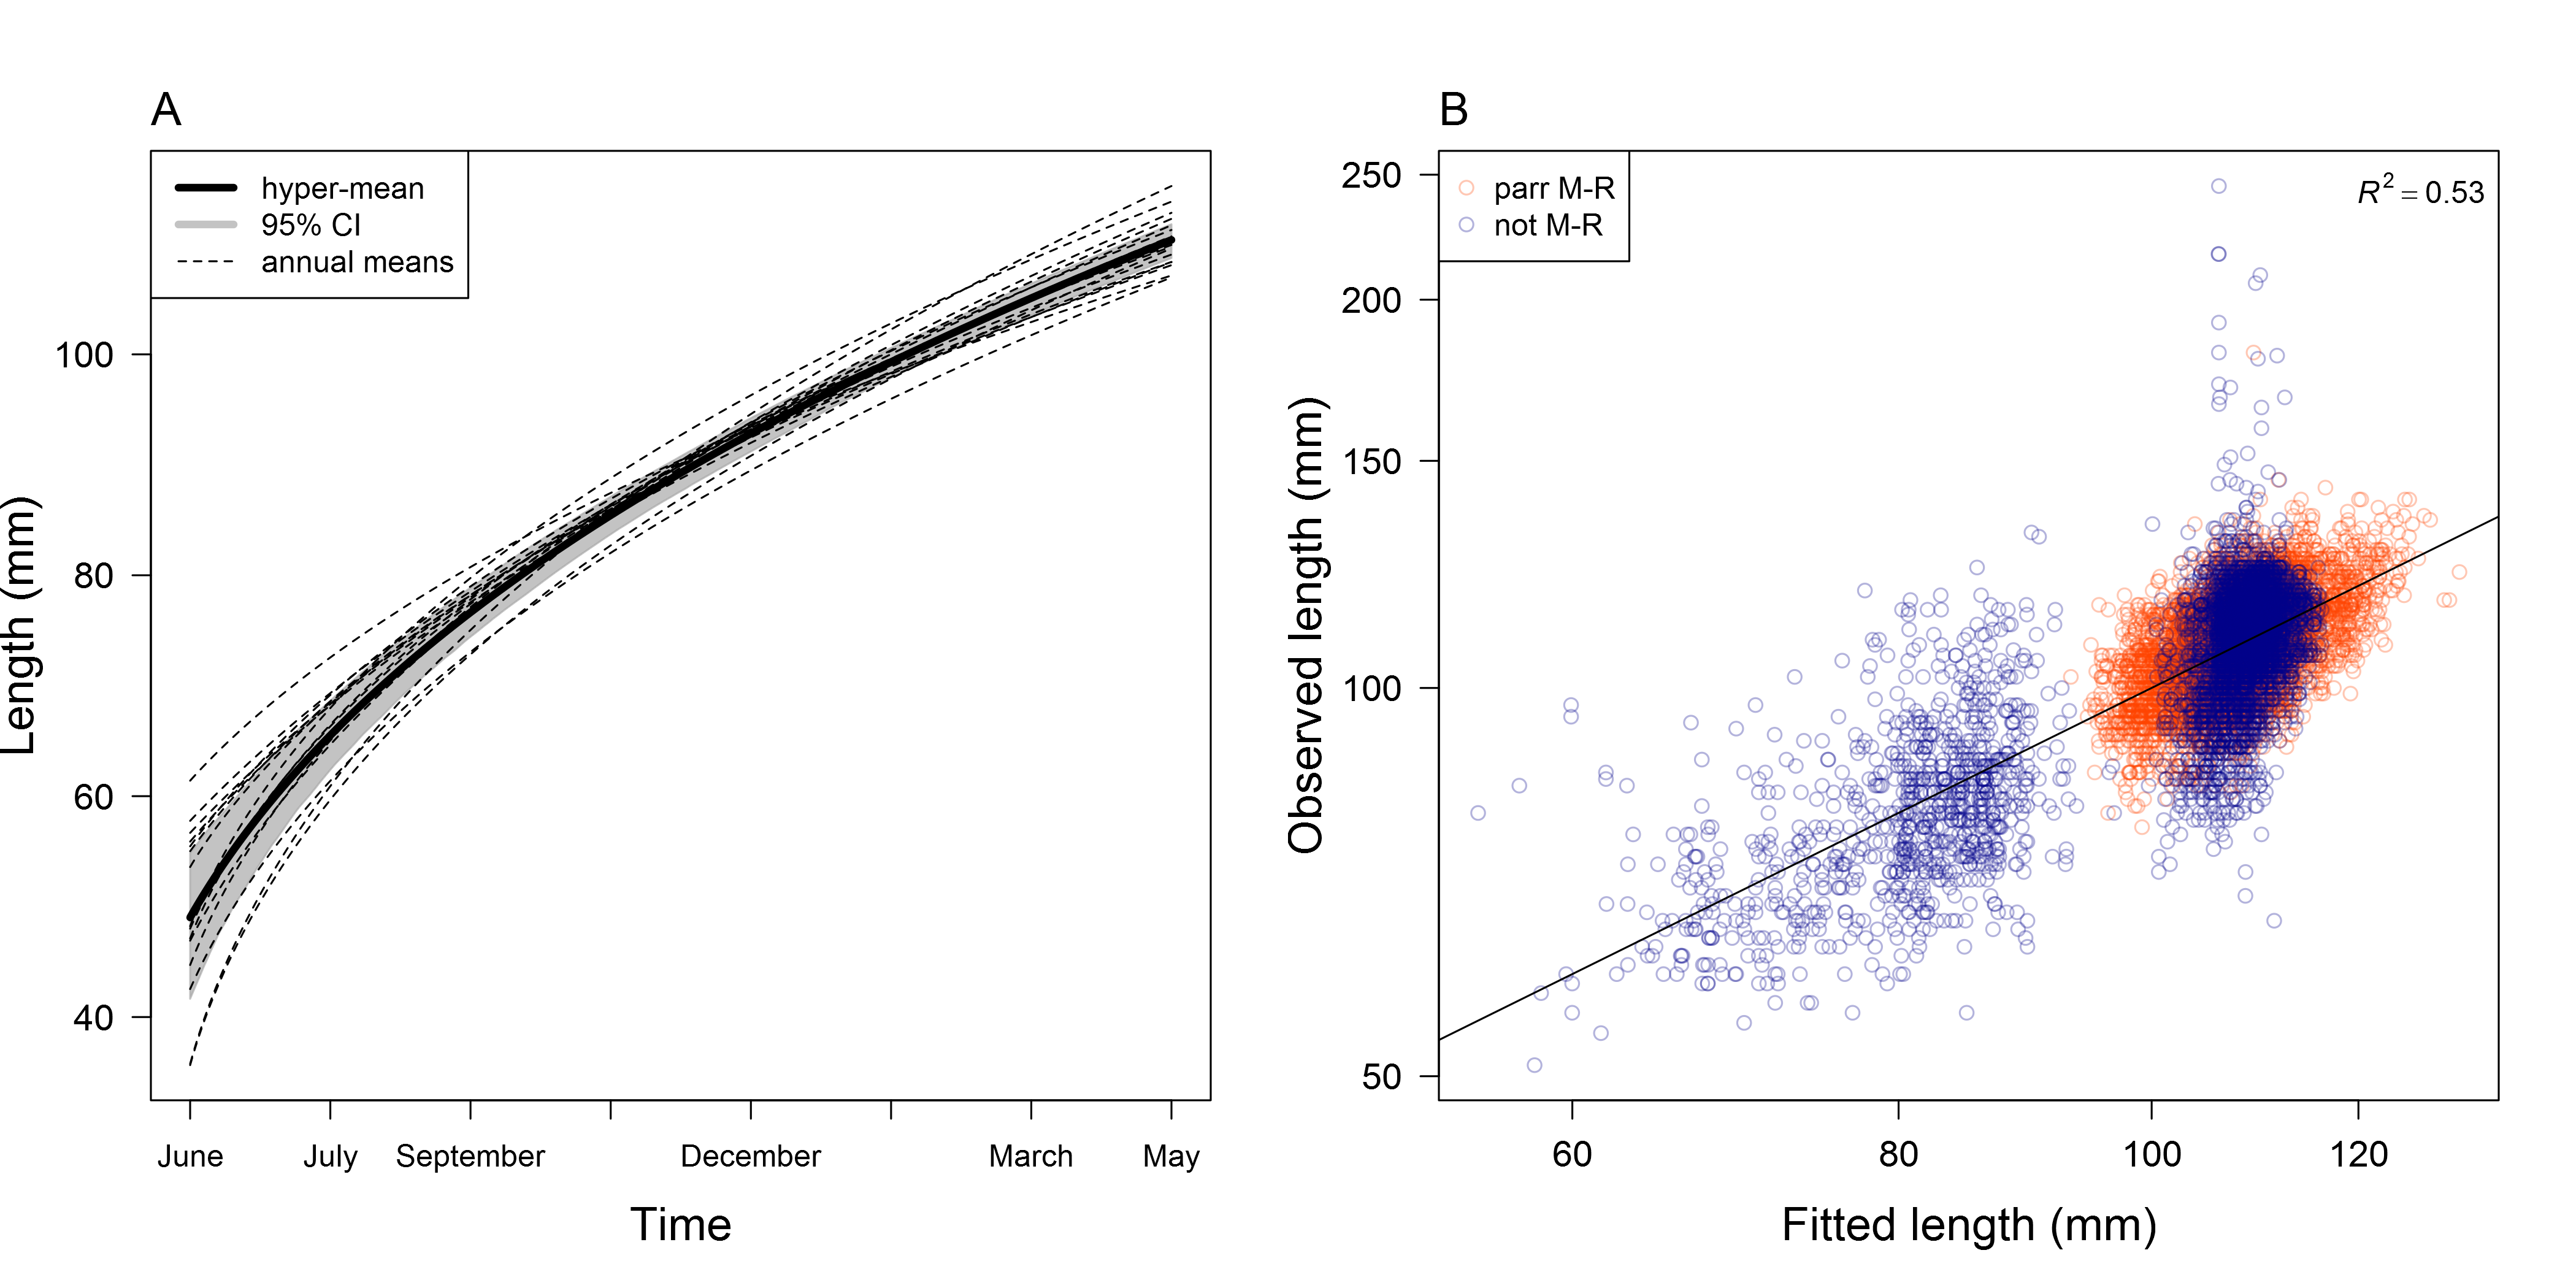 A
hyper-mean
95% CI
annual means
Length (mm)
100
80
60
40
June July September December March May
Time
B
parr M-R
not M-R
R² = 0.53
Observed length (mm)
250
200
150
100
50
60 80 100 120
Fitted length (mm)